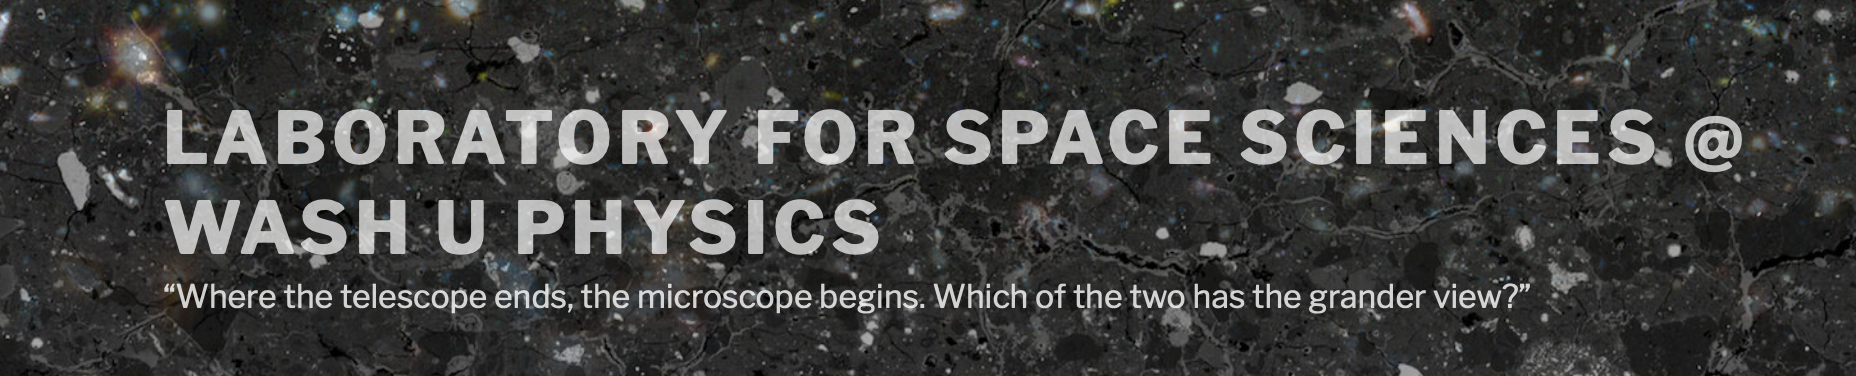 LABORATORY FOR SPACE SCIENCES @
WASH U PHYSICS
“Where the telescope ends, the microscope begins. Which of the two has the grander view?”